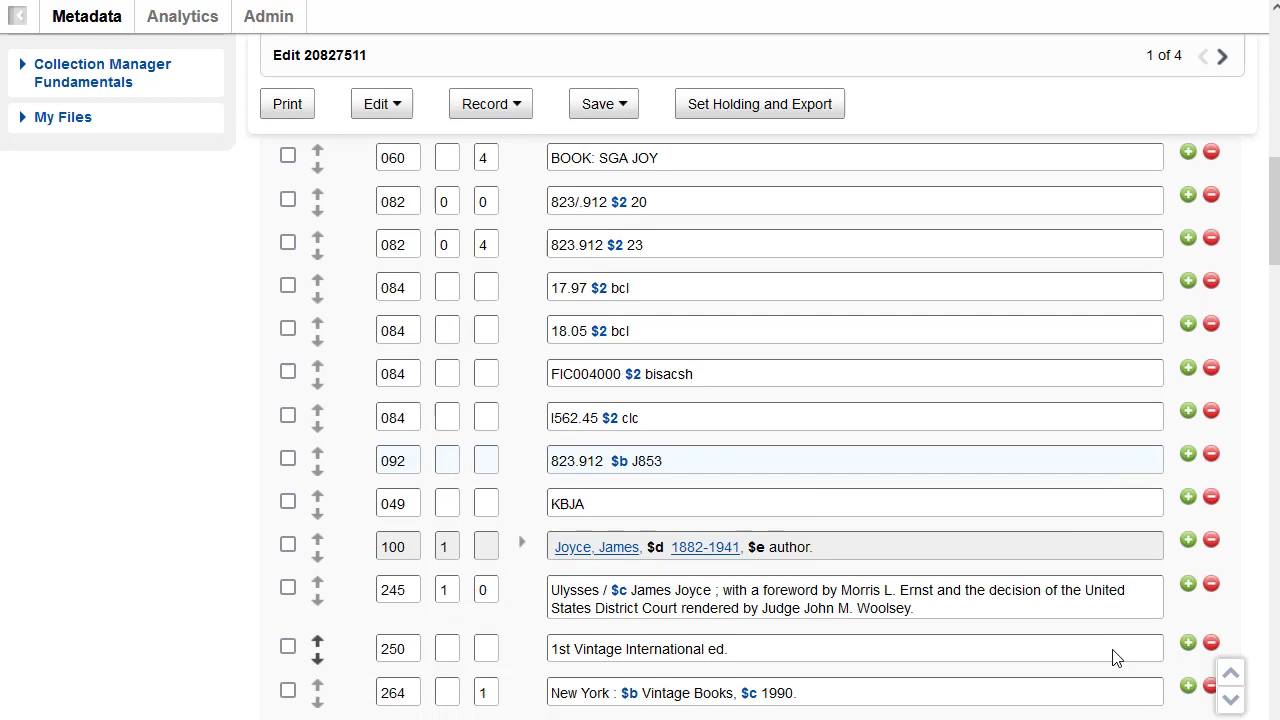 Metadata Analytics Admin
Collection Manager
Fundamentals
My Files
Edit 20827511 1 of 4
Print Edit Record Save Set Holding and Export
060 4 BOOK: SGA JOY
082 0 0 823/.912 $2 20
082 0 4 823.912 $2 23
084 17.97 $2 bcl
084 18.05 $2 bcl
084 FIC004000 $2 bisacsh
084 I562.45 $2 clc
092 823.912 $b J853
049 KBJA
100 1 Joyce, James, $d 1882-1941, $e author.
245 1 0 Ulysses / $c James Joyce ; with a foreword by Morris L. Ernst and the decision of the United
States District Court rendered by Judge John M. Woolsey.
250 1st Vintage International ed.
264 1 New York : $b Vintage Books, $c 1990.